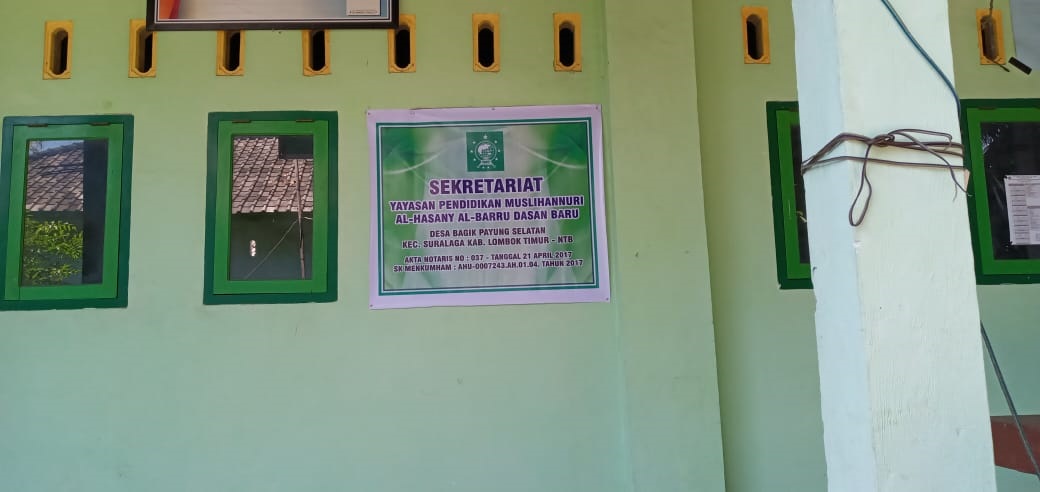 SEKRETARIAT
YAYASAN PENDIDIKAN MUSLIHANNURI
AL-HASANY AL-BARRU DASAN BARU
DESA BAGIK PAYUNG SELATAN
KEC. SURALAGA KAB. LOMBOK TIMUR - NTB
AKTA NOTARIS NO : 037 - TANGGAL 21 APRIL 2017
SK MENKUMHAM : AHU-0007243.AH.01.04. TAHUN 2017